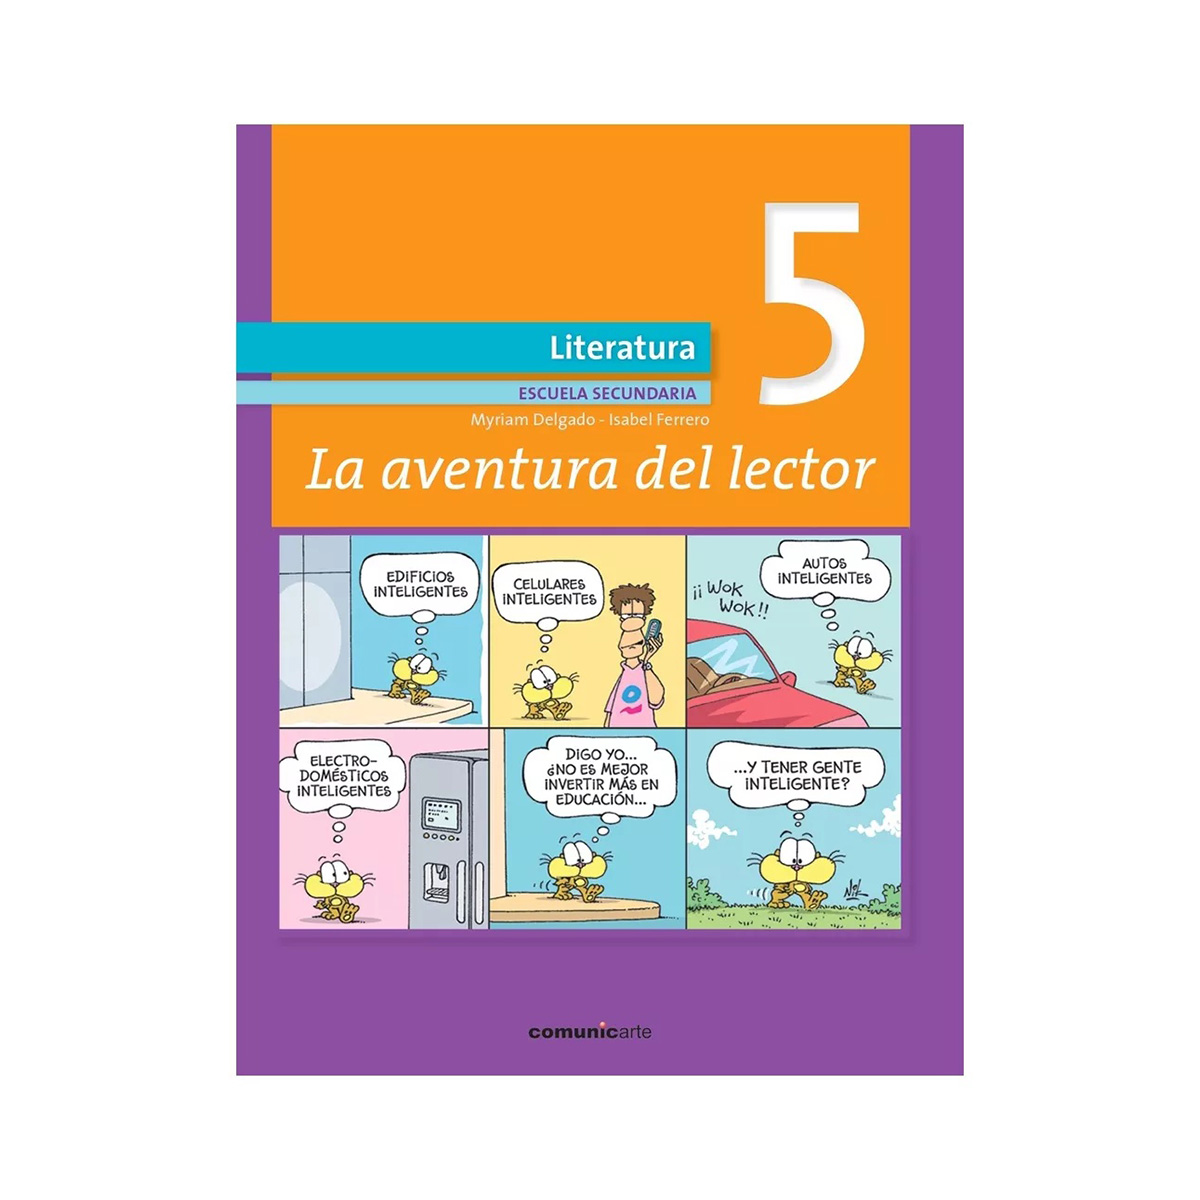 5
Literatura
ESCUELA SECUNDARIA
Myriam Delgado - Isabel Ferrero
La aventura del lector
EDIFICIOS
INTELIGENTES
CELULARES
INTELIGENTES
¡¡WOK
WOK!!
AUTOS
INTELIGENTES
ELECTRO-
DOMÉSTICOS
INTELIGENTES
DIGO YO...
¿NO ES MEJOR
INVERTIR MÁS EN
EDUCACIÓN...
...Y TENER GENTE
INTELIGENTE?
NIK
comunicarte